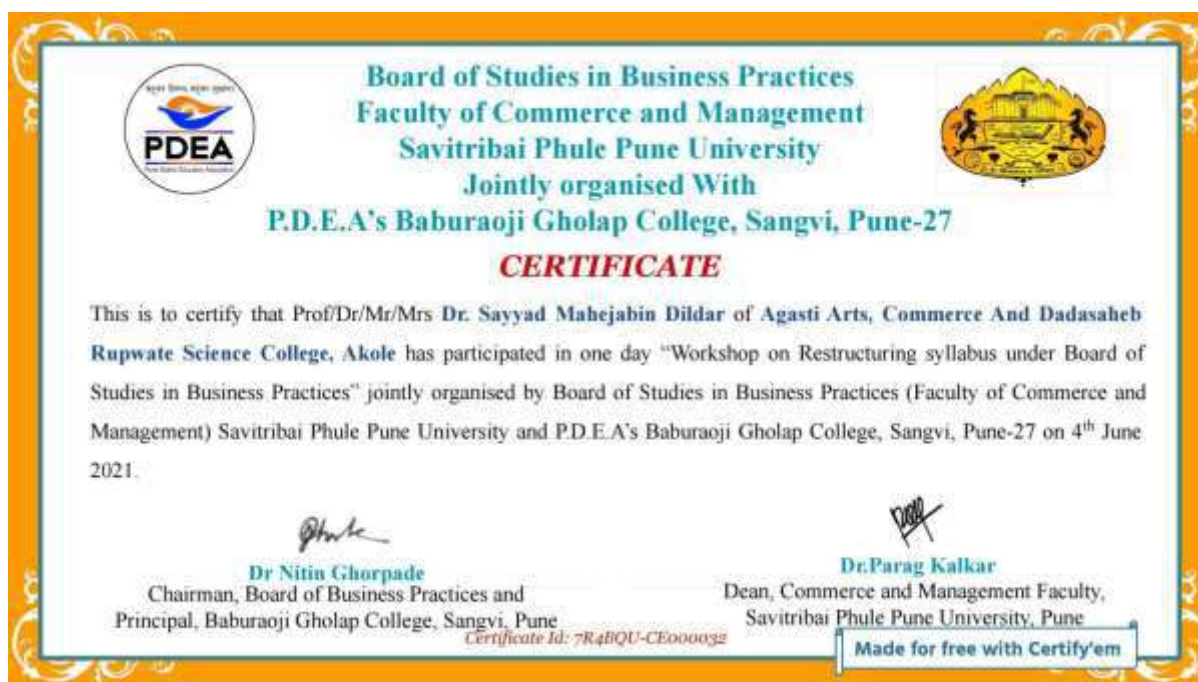 PDEA
Board of Studies in Business Practices
Faculty of Commerce and Management
Savitribai Phule Pune University
Jointly organised With
P.D.E.A's Baburaoji Gholap College, Sangvi, Pune-27
CERTIFICATE
This is to certify that Prof/Dr/Mr/Mrs Dr. Sayyad Mahejabin Dildar of Agasti Arts, Commerce And Dadasaheb
Rupwate Science College, Akole has participated in one day “Workshop on Restructuring syllabus under Board of
Studies in Business Practices” jointly organised by Board of Studies in Business Practices (Faculty of Commerce and
Management) Savitribai Phule Pune University and P.D.E.A's Baburaoji Gholap College, Sangvi, Pune-27 on 4th June
2021.
Dr Nitin Ghorpade
Chairman, Board of Business Practices and
Principal, Baburaoji Gholap College, Sangvi, Pune
Dr.Parag Kalkar
Dean, Commerce and Management Faculty,
Savitribai Phule Pune University, Pune
Certificate Id: 7R4BQU-CE000032
Made for free with Certify'em